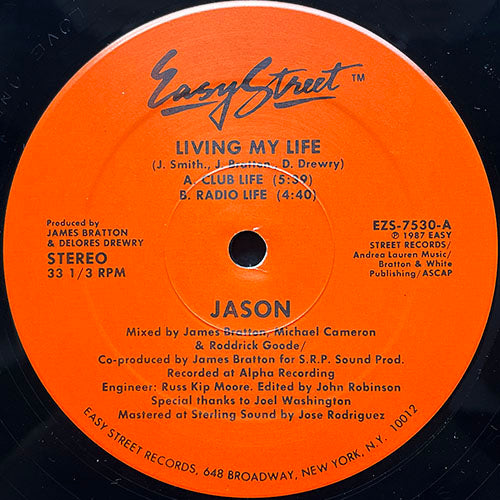 Easy Street ™
LIVING MY LIFE
(J. Smith., J. Bratton, D. Drewry)
A. CLUB LIFE (5:39)
B. RADIO LIFE (4:40)
Produced by
JAMES BRATTON
& DELORES DREWRY
STEREO
33 1/3 RPM
EZS-7530-A
℗ 1987 EASY
STREET RECORDS/
Andrea Lauren Music/
Bratton & White
Publishing/ASCAP
JASON
Mixed by James Bratton, Michael Cameron
& Roddrick Goode/
Co-produced by James Bratton for S.R.P. Sound Prod.
Recorded at Alpha Recording
Engineer: Russ Kip Moore. Edited by John Robinson
Special thanks to Joel Washington
Mastered at Sterling Sound by Jose Rodriguez
EASY STREET RECORDS, 648 BROADWAY, NEW YORK, N.Y. 10012